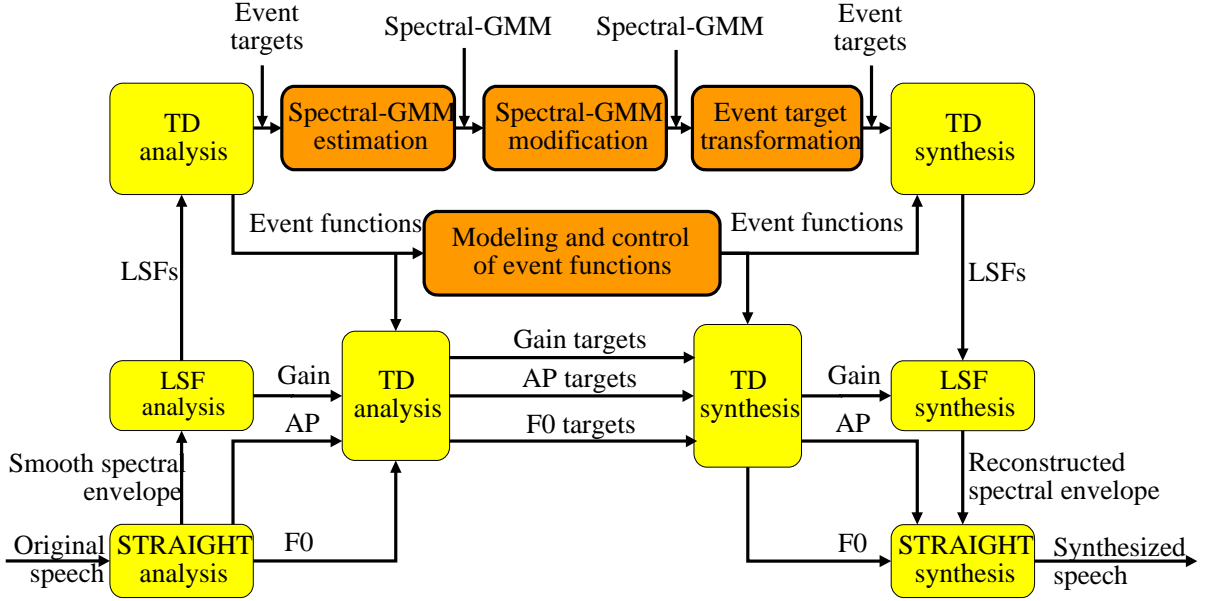 Event
targets
Spectral-GMM
Spectral-GMM
Event
targets
TD
analysis
Spectral-GMM
estimation
Spectral-GMM
modification
Event target
transformation
TD
synthesis
Event functions
Modeling and control
of event functions
Event functions
LSFs
LSFs
LSF
analysis
Gain
AP
TD
analysis
Gain targets
AP targets
F0 targets
TD
synthesis
Gain
AP
LSF
synthesis
Smooth spectral
envelope
Reconstructed
spectral envelope
Original
speech
STRAIGHT
analysis
F0
F0
STRAIGHT
synthesis
Synthesized
speech